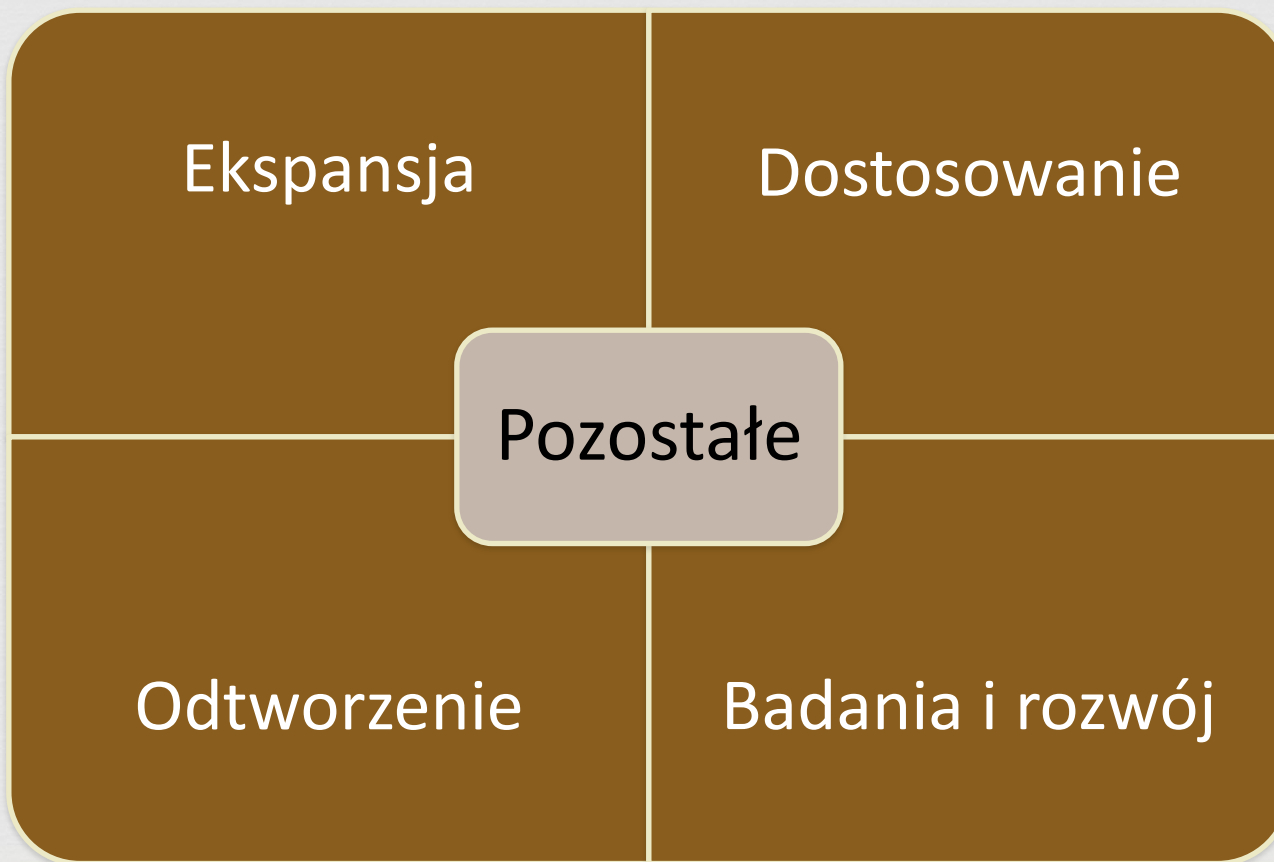 Ekspansja
Dostosowanie
Pozostałe
Odtworzenie
Badania i rozwój